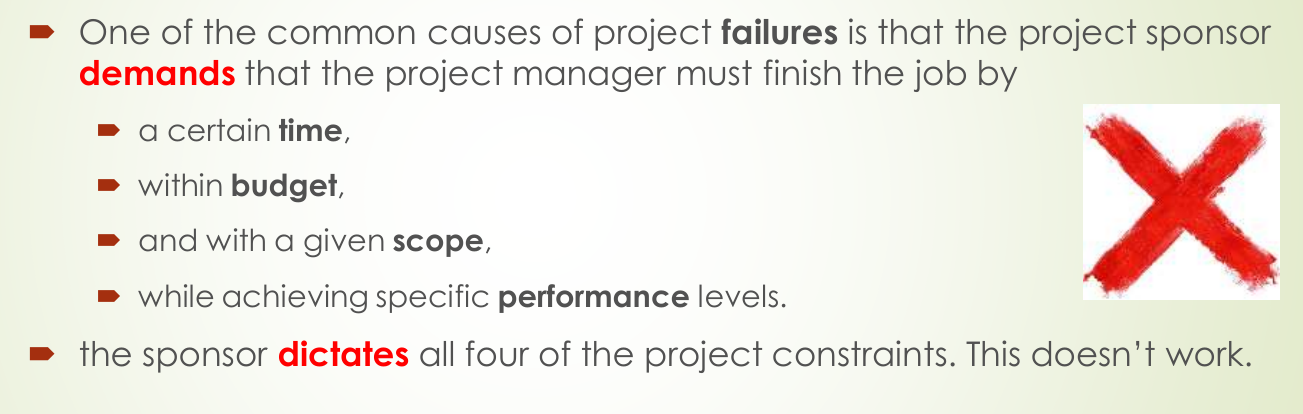 One of the common causes of project failures is that the project sponsor
demands that the project manager must finish the job by
a certain time,
within budget,
and with a given scope,
while achieving specific performance levels.
the sponsor dictates all four of the project constraints. This doesn't work.